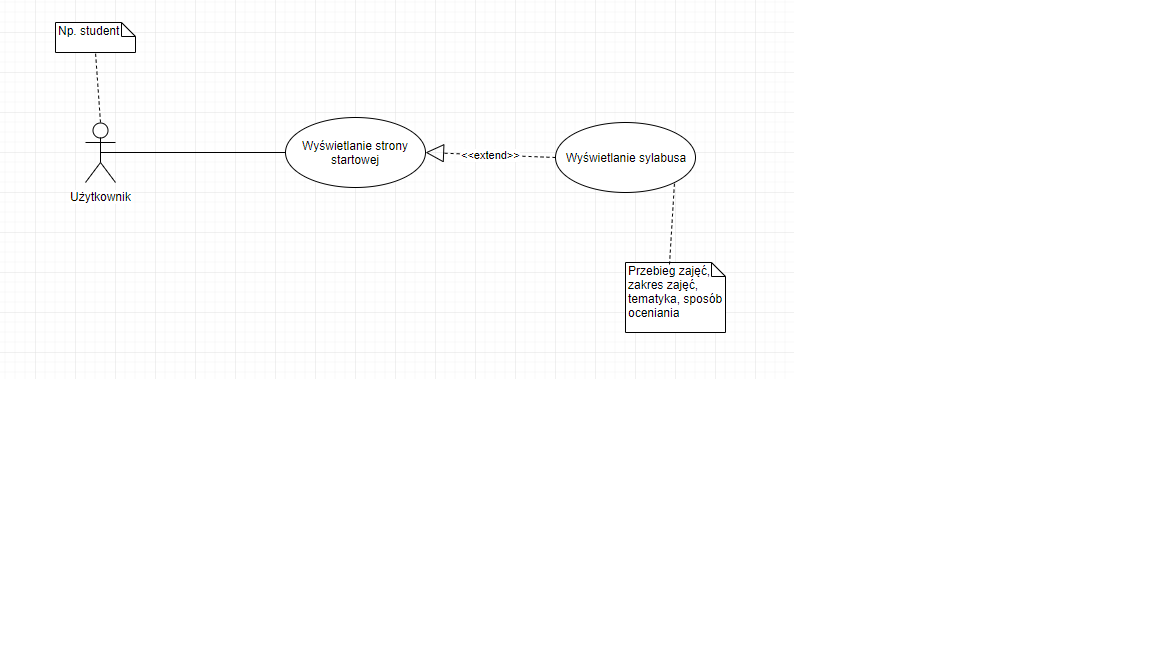 Np. student
Użytkownik
Wyświetlanie strony
startowej
<<extend>>
Wyświetlanie sylabusa
Przebieg zajęć,
zakres zajęć,
tematyka, sposób
oceniania